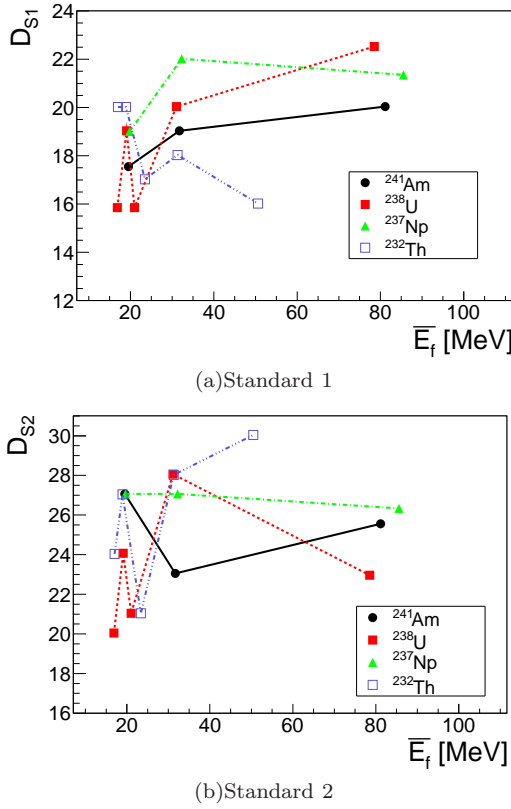 D_S1
24
22
20
18
16
14
12
20 40 60 80 100
E̅_f [MeV]
²⁴¹Am
²³⁸U
²³⁷Np
²³²Th
(a)Standard 1
D_S2
30
28
26
24
22
20
18
16
20 40 60 80 100
E̅_f [MeV]
²⁴¹Am
²³⁸U
²³⁷Np
²³²Th
(b)Standard 2